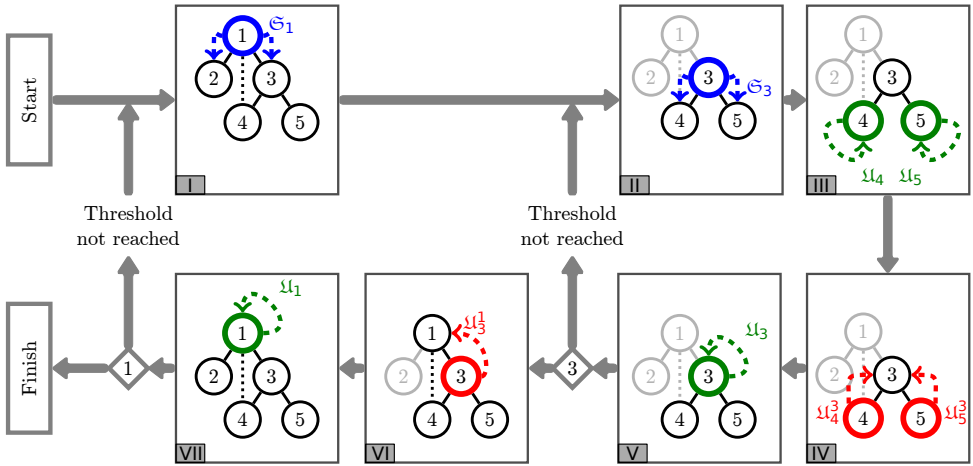 Start
1
𝔖₁
2
3
4
5
I
1
2
3
𝔖₃
4
5
II
1
2
3
4
5
𝔘₄
𝔘₅
III
Threshold
not reached
Threshold
not reached
Finish
1
𝔘₁
1
2
3
4
5
VII
1
𝔘₃¹
2
3
4
5
VI
3
1
𝔘₃
2
3
4
5
V
1
2
3
𝔘₄³
4
5
𝔘₅³
IV